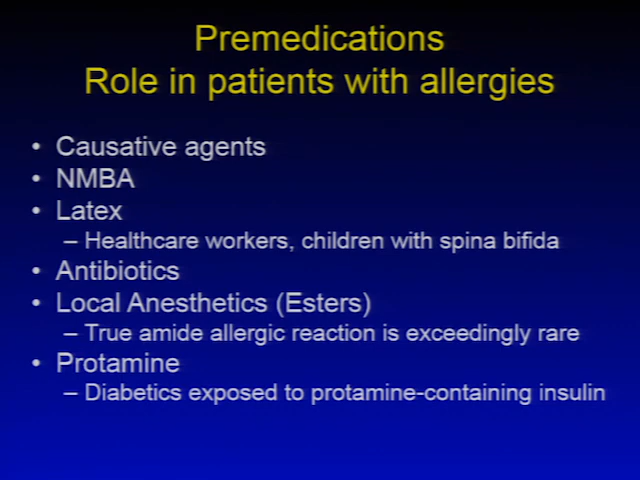 Premedications
Role in patients with allergies
• Causative agents
• NMBA
• Latex
– Healthcare workers, children with spina bifida
• Antibiotics
• Local Anesthetics (Esters)
– True amide allergic reaction is exceedingly rare
• Protamine
– Diabetics exposed to protamine-containing insulin